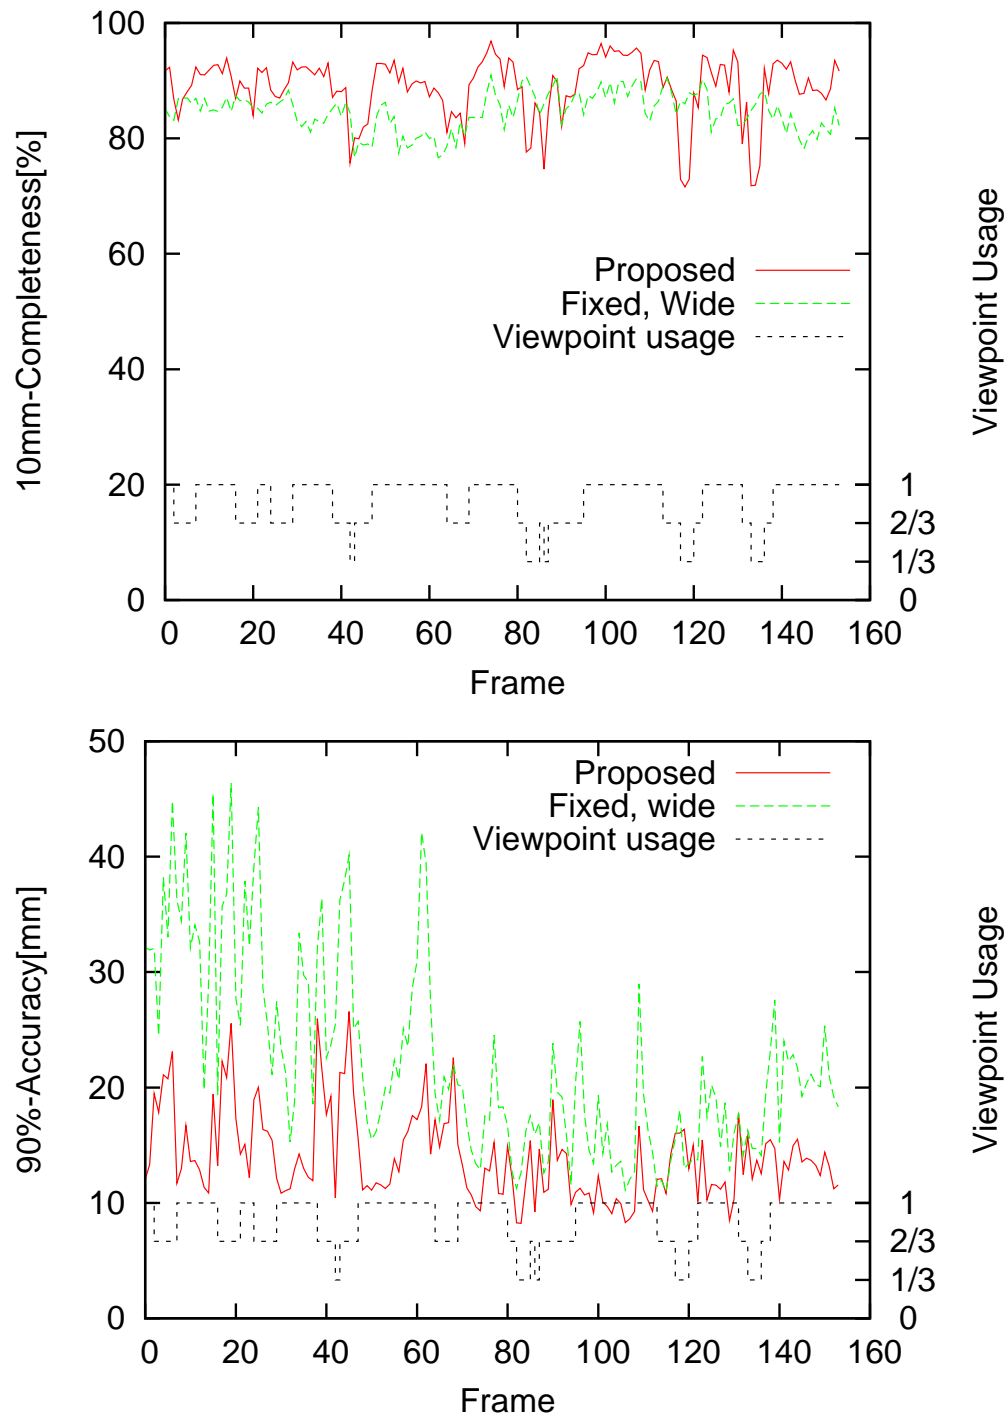 100
80
60
40
20
0
10mm-Completeness[%]
Proposed
Fixed, Wide
Viewpoint usage
1
2/3
1/3
0
Viewpoint Usage
0 20 40 60 80 100 120 140 160
Frame
50
40
30
20
10
0
90%-Accuracy[mm]
Proposed
Fixed, wide
Viewpoint usage
1
2/3
1/3
0
Viewpoint Usage
0 20 40 60 80 100 120 140 160
Frame